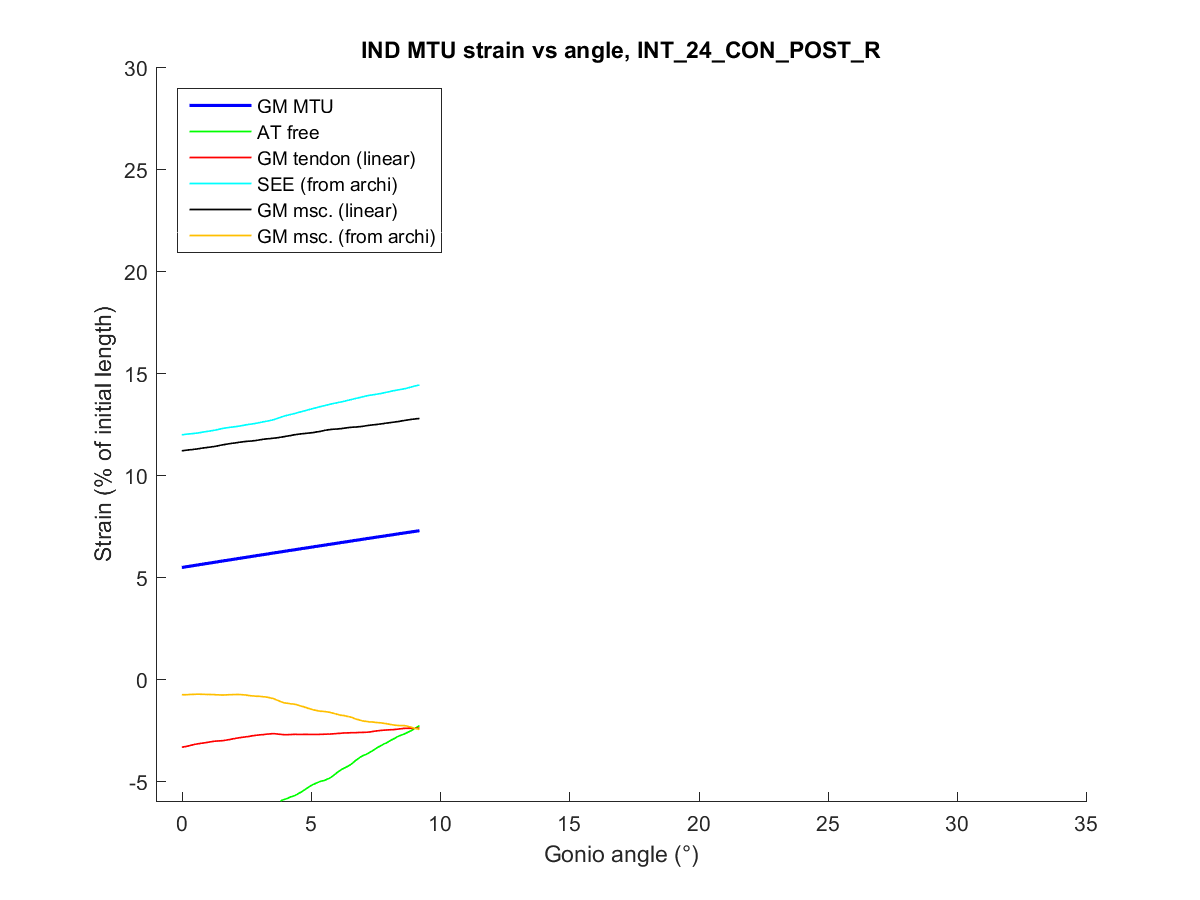 IND MTU strain vs angle, INT_24_CON_POST_R
30
25
20
15
10
5
0
-5
Strain (% of initial length)
GM MTU
AT free
GM tendon (linear)
SEE (from archi)
GM msc. (linear)
GM msc. (from archi)
0 5 10 15 20 25 30 35
Gonio angle (°)